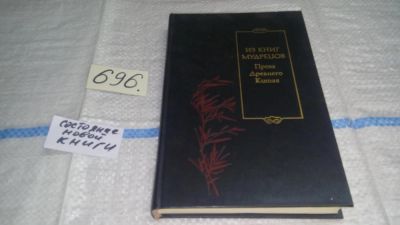 696.
состояние
новой
книги
ИЗ КНИГ
МУДРЕЦОВ
Проза
Древнего
Китая